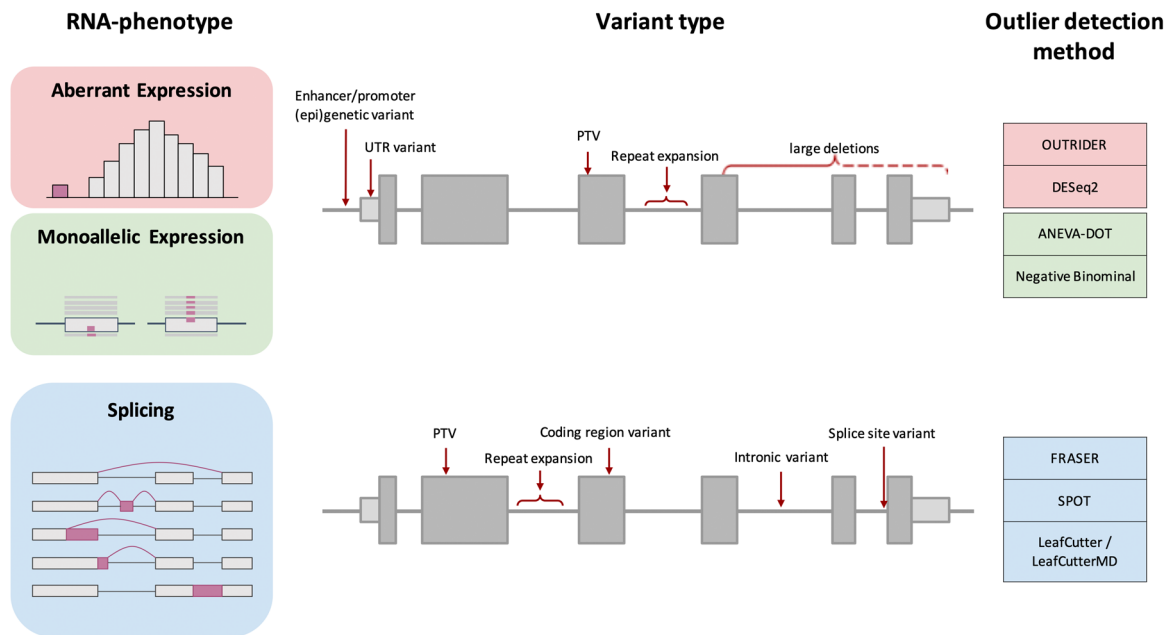 RNA-phenotype
Variant type
Outlier detection
method
Aberrant Expression
Enhancer/promoter
(epi)genetic variant
UTR variant
PTV
Repeat expansion
large deletions
OUTRIDER
DESeq2
Monoallelic Expression
ANEVA-DOT
Negative Binominal
Splicing
PTV
Repeat expansion
Coding region variant
Intronic variant
Splice site variant
FRASER
SPOT
LeafCutter /
LeafCutterMD